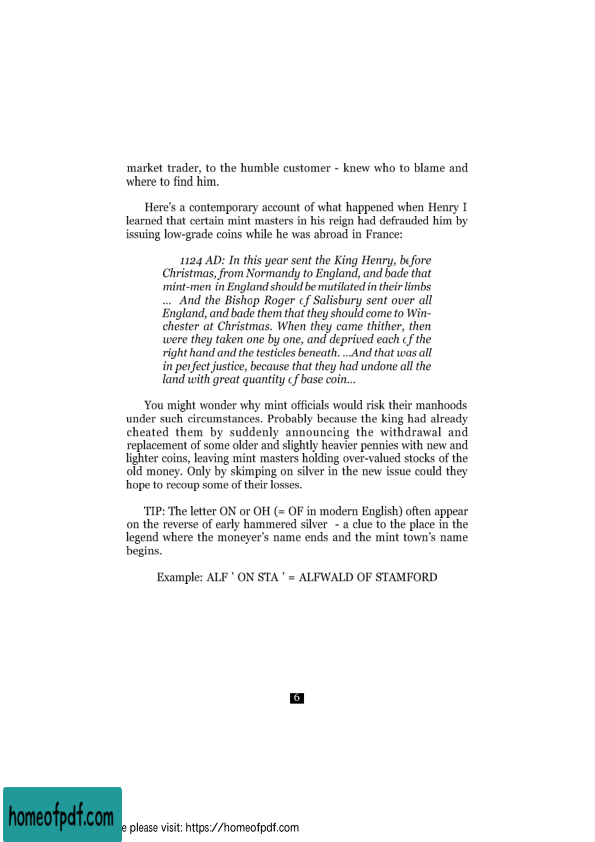 market trader, to the humble customer - knew who to blame and
where to find him.
Here's a contemporary account of what happened when Henry I
learned that certain mint masters in his reign had defrauded him by
issuing low-grade coins while he was abroad in France:
1124 AD: In this year sent the King Henry, before
Christmas, from Normandy to England, and bade that
mint-men in England should be mutilated in their limbs
... And the Bishop Roger of Salisbury sent over all
England, and bade them that they should come to Win-
chester at Christmas. When they came thither, then
were they taken one by one, and deprived each of the
right hand and the testicles beneath. ...And that was all
in perfect justice, because that they had undone all the
land with great quantity of base coin...
You might wonder why mint officials would risk their manhoods
under such circumstances. Probably because the king had already
cheated them by suddenly announcing the withdrawal and
replacement of some older and slightly heavier pennies with new and
lighter coins, leaving mint masters holding over-valued stocks of the
old money. Only by skimping on silver in the new issue could they
hope to recoup some of their losses.
TIP: The letter ON or OH (= OF in modern English) often appear
on the reverse of early hammered silver - a clue to the place in the
legend where the moneyer's name ends and the mint town's name
begins.
Example: ALF ' ON STA ' = ALFWALD OF STAMFORD
6
homeofpdf.com
e please visit: https://homeofpdf.com